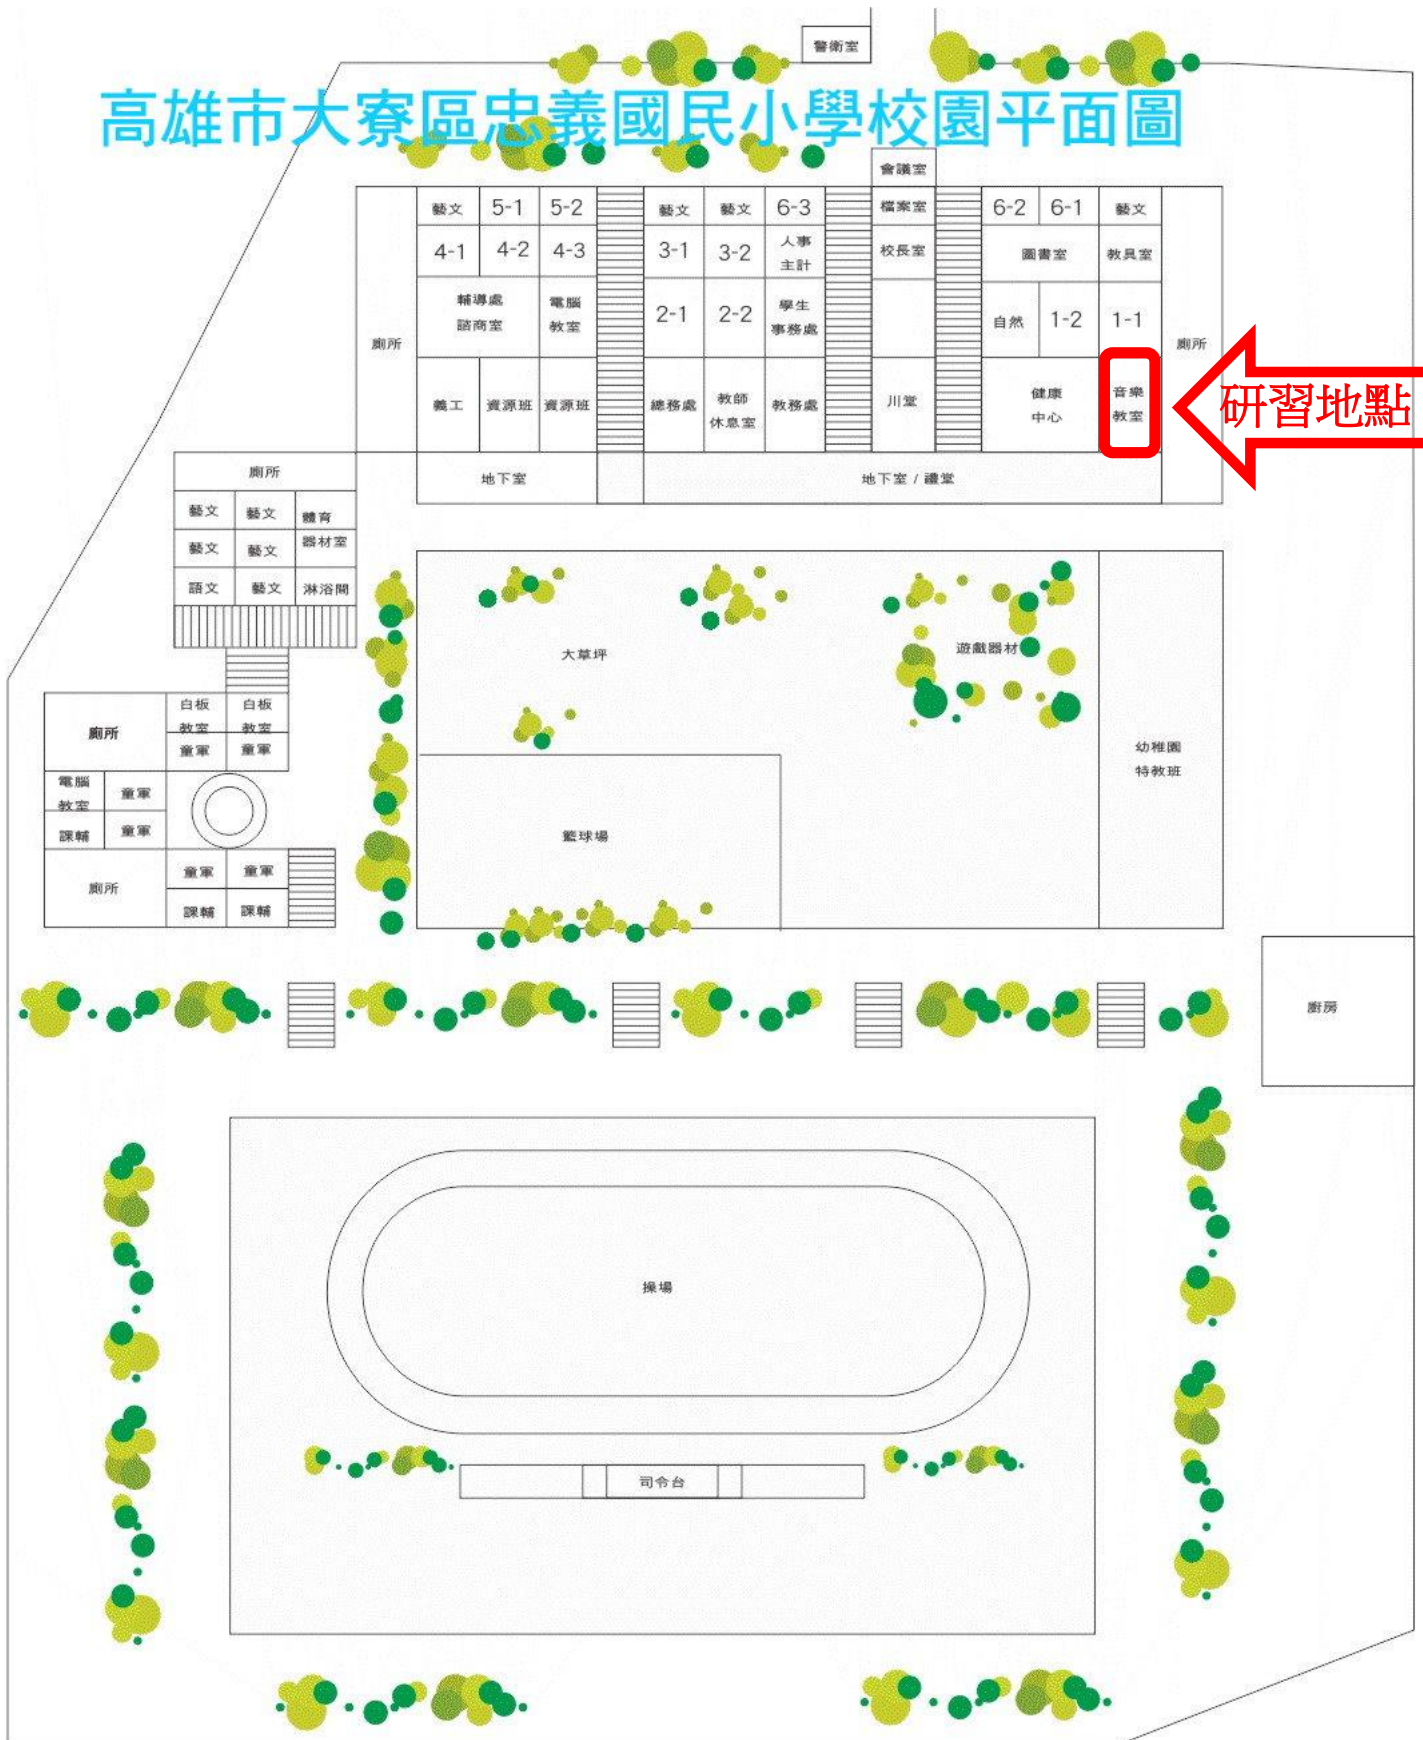 警衛室
高雄市大寮區忠義國民小學校園平面圖
會議室
藝文 5-1 5-2 藝文 藝文 6-3 檔案室 6-2 6-1 藝文
4-1 4-2 4-3 3-1 3-2 人事 校長室 圖書室 教具室
主計
輔導處 電腦 2-1 2-2 學生 自然 1-2 1-1
諮商室 教室 事務處
廁所 廁所
義工 資源班 資源班 總務處 教師 教務處 川堂 健康 音樂
休息室 中心 教室
研習地點
地下室 地下室 / 禮堂
廁所
藝文 藝文 體育
藝文 藝文 器材室
語文 藝文 淋浴間
大草坪
遊戲器材
白板 白板
廁所 教室 教室
童軍 童軍
電腦 童軍
教室
課輔 童軍
廁所 童軍 童軍
課輔 課輔
幼稚園
特教班
籃球場
廚房
操場
司令台